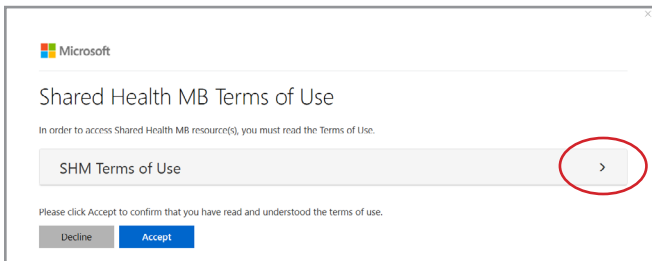 Microsoft
Shared Health MB Terms of Use
In order to access Shared Health MB resource(s), you must read the Terms of Use.
SHM Terms of Use
Please click Accept to confirm that you have read and understood the terms of use.
Decline Accept